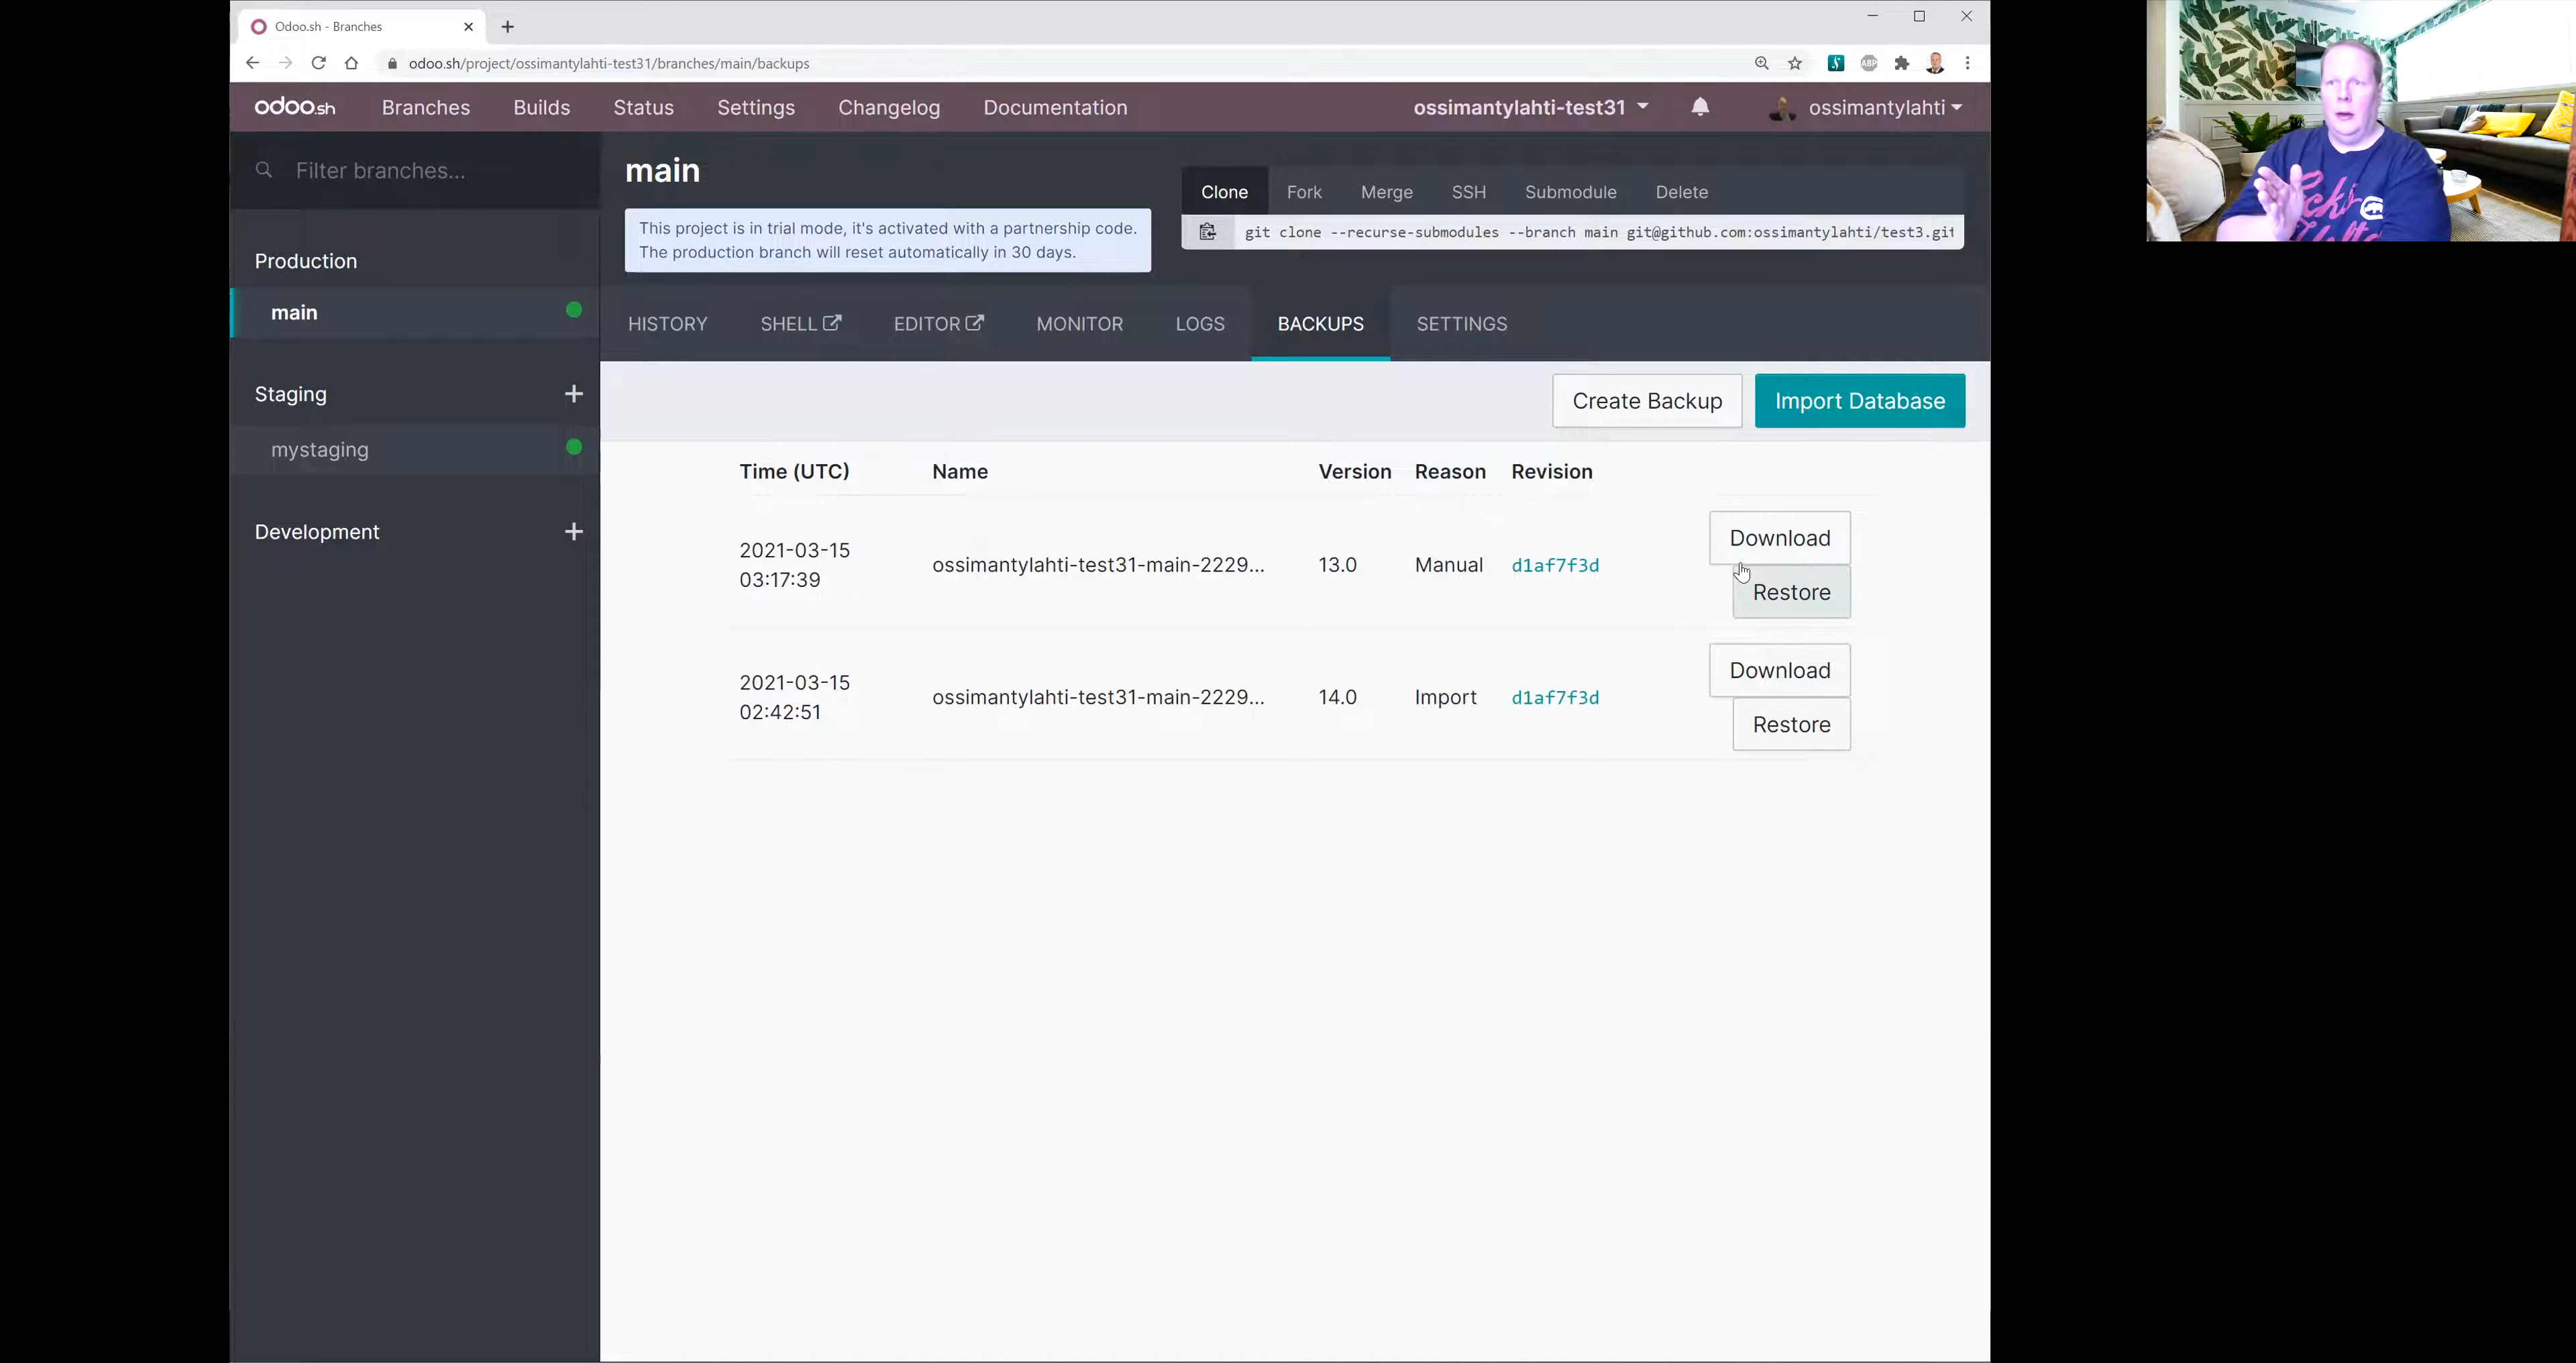 Odoo.sh - Branches
odoo.sh/project/ossimantylahti-test31/branches/main/backups
ABP
odoo.sh Branches Builds Status Settings Changelog Documentation ossimantylahti-test31 ossimantylahti
Filter branches...
Production
main
Staging
mystaging
Development
main
This project is in trial mode, it's activated with a partnership code.
The production branch will reset automatically in 30 days.
Clone Fork Merge SSH Submodule Delete
git clone --recurse-submodules --branch main git@github.com:ossimantylahti/test3.git
HISTORY SHELL EDITOR MONITOR LOGS BACKUPS SETTINGS
Create Backup Import Database
Time (UTC) Name Version Reason Revision
2021-03-15
03:17:39
ossimantylahti-test31-main-2229... 13.0 Manual d1af7f3d
Download
Restore
2021-03-15
02:42:51
ossimantylahti-test31-main-2229... 14.0 Import d1af7f3d
Download
Restore